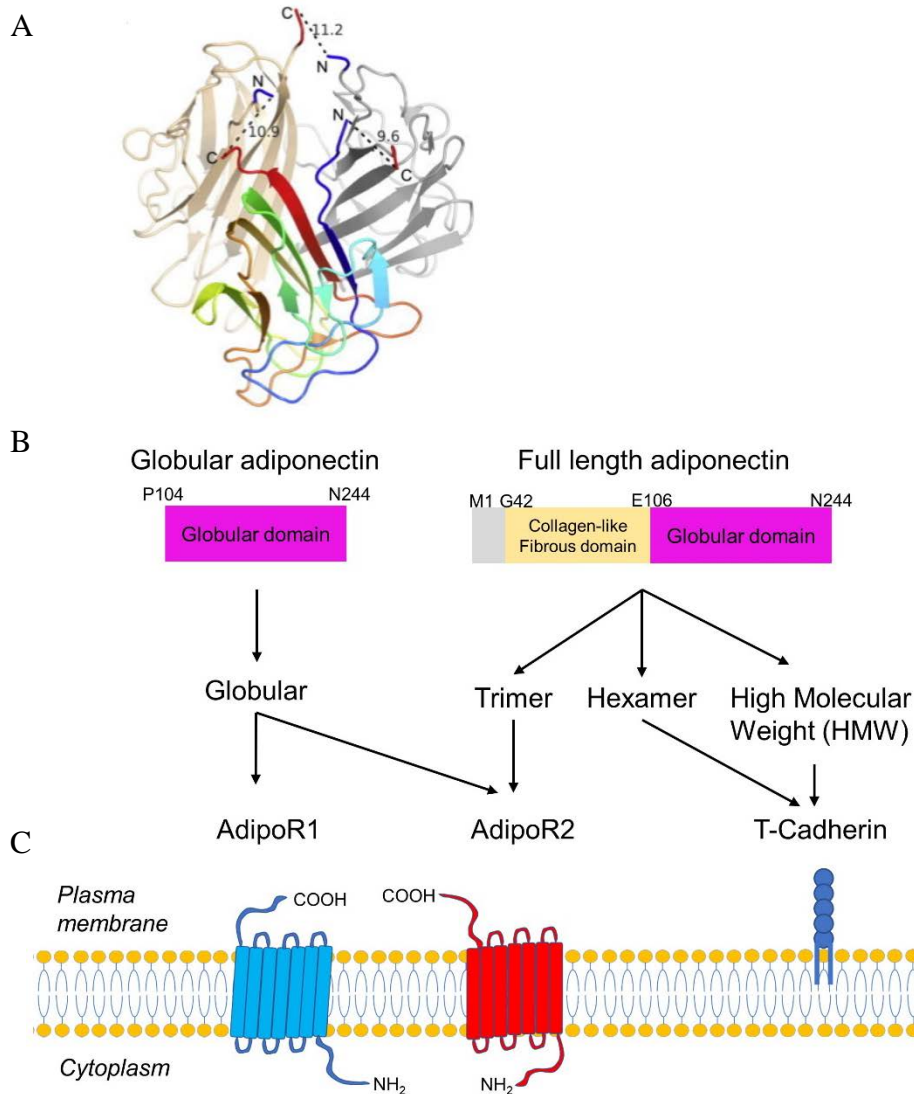 A
C
11.2
N
N
10.9
N
9.6
C
C
B
Globular adiponectin
Full length adiponectin
P104 N244
M1 G42 E106 N244
Globular domain
Collagen-like
Fibrous domain
Globular domain
Globular
Trimer
Hexamer
High Molecular
Weight (HMW)
AdipoR1
AdipoR2
T-Cadherin
C
Plasma
membrane
COOH
COOH
Cytoplasm
NH2
NH2